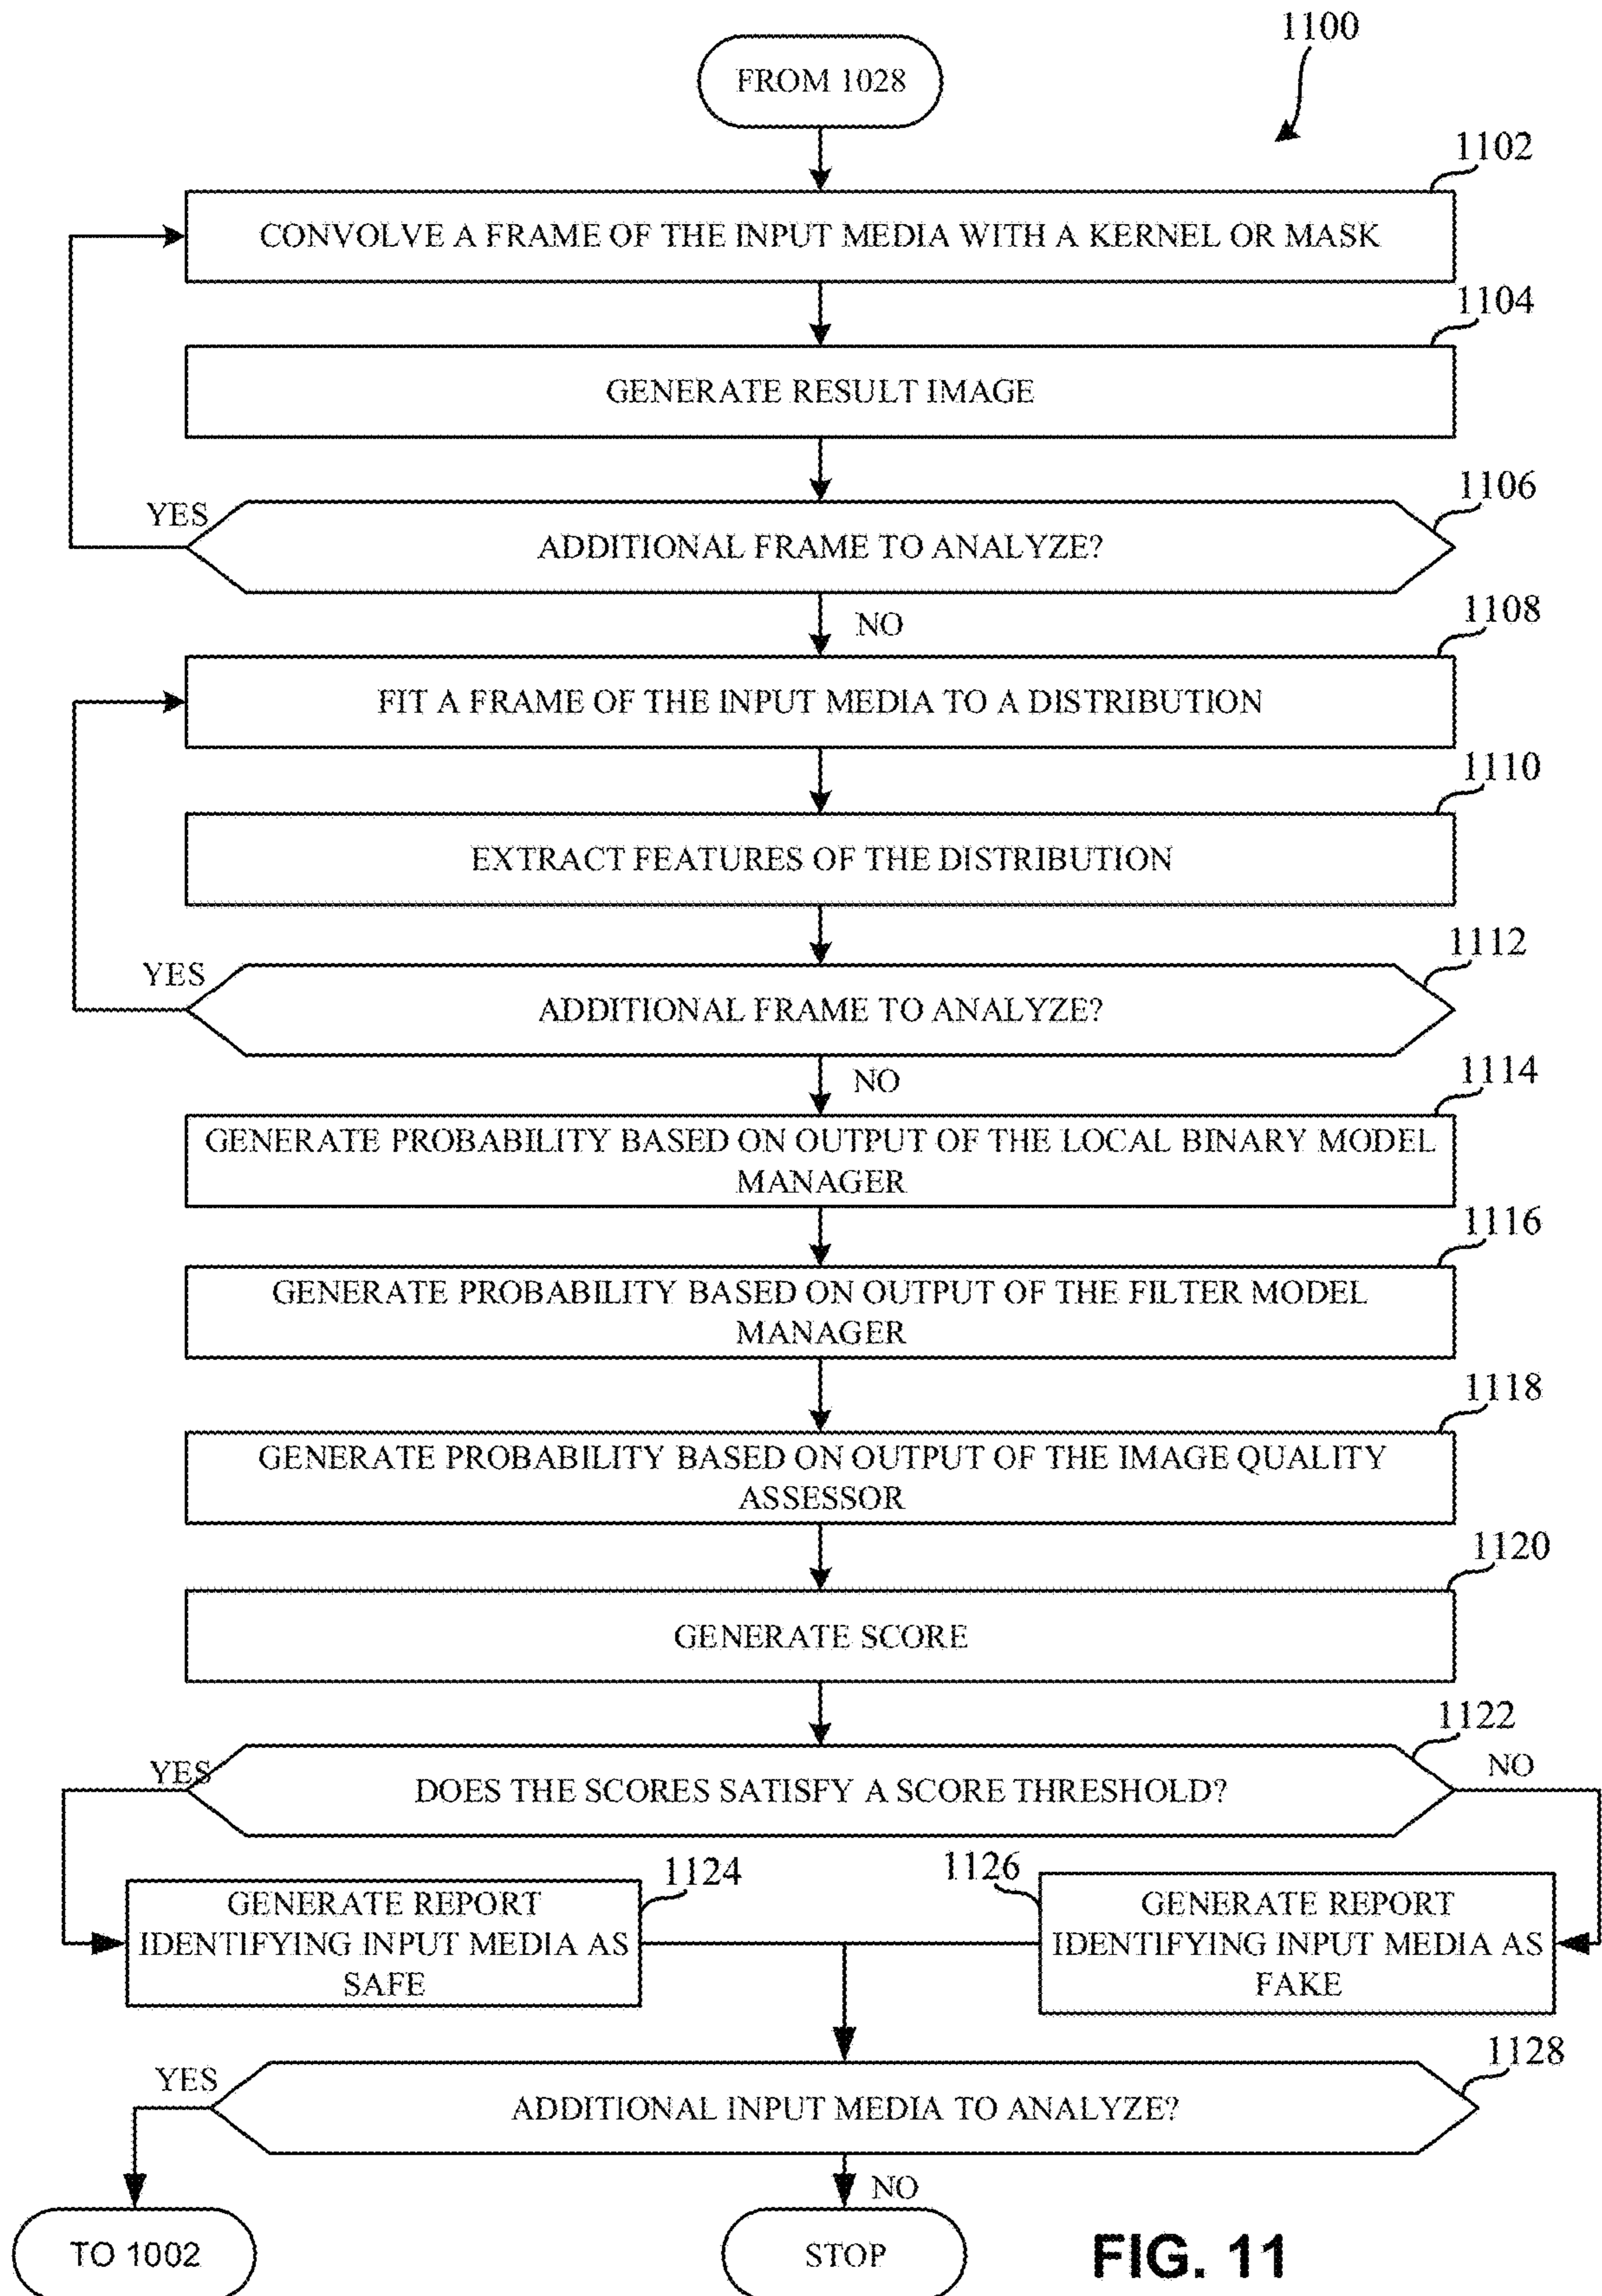 1100
FROM 1028
1102
CONVOLVE A FRAME OF THE INPUT MEDIA WITH A KERNEL OR MASK
1104
GENERATE RESULT IMAGE
1106
YES
ADDITIONAL FRAME TO ANALYZE?
NO
1108
FIT A FRAME OF THE INPUT MEDIA TO A DISTRIBUTION
1110
EXTRACT FEATURES OF THE DISTRIBUTION
1112
YES
ADDITIONAL FRAME TO ANALYZE?
NO
1114
GENERATE PROBABILITY BASED ON OUTPUT OF THE LOCAL BINARY MODEL
MANAGER
1116
GENERATE PROBABILITY BASED ON OUTPUT OF THE FILTER MODEL
MANAGER
1118
GENERATE PROBABILITY BASED ON OUTPUT OF THE IMAGE QUALITY
ASSESSOR
1120
GENERATE SCORE
1122
YES
DOES THE SCORES SATISFY A SCORE THRESHOLD?
NO
1124
GENERATE REPORT
IDENTIFYING INPUT MEDIA AS
SAFE
1126
GENERATE REPORT
IDENTIFYING INPUT MEDIA AS
FAKE
1128
YES
ADDITIONAL INPUT MEDIA TO ANALYZE?
NO
TO 1002
STOP
FIG. 11